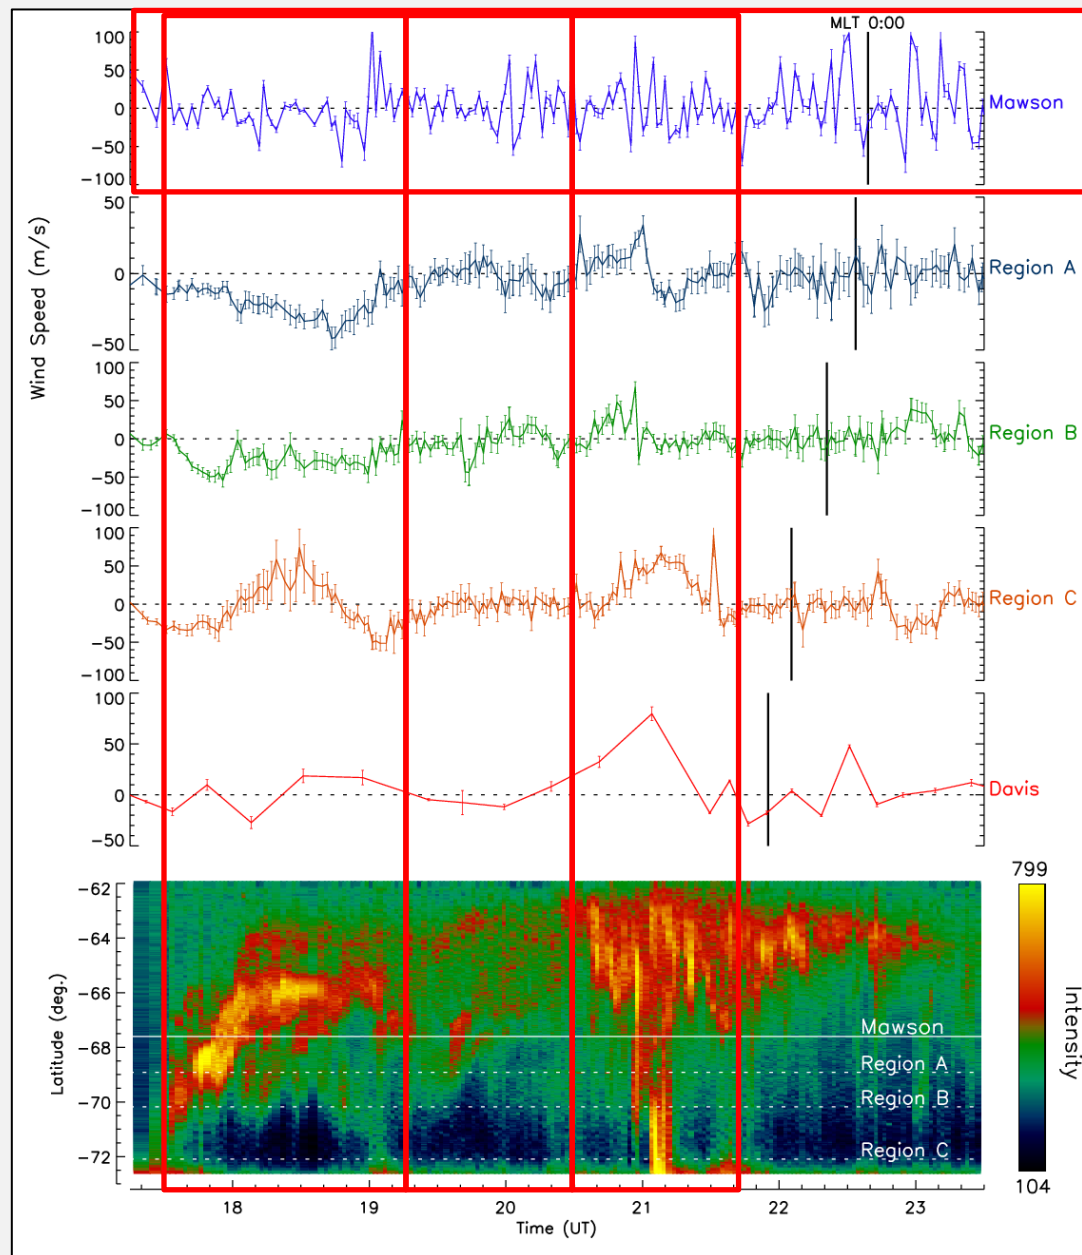 MLT 0:00
100
50
0
−50
−100
Mawson
50
0
−50
Region A
100
50
0
−50
−100
Region B
100
50
0
−50
−100
Region C
100
50
0
−50
Davis
Wind Speed (m/s)
−62
−64
−66
−68
−70
−72
Latitude (deg.)
Mawson
Region A
Region B
Region C
799
Intensity
104
18 19 20 21 22 23
Time (UT)